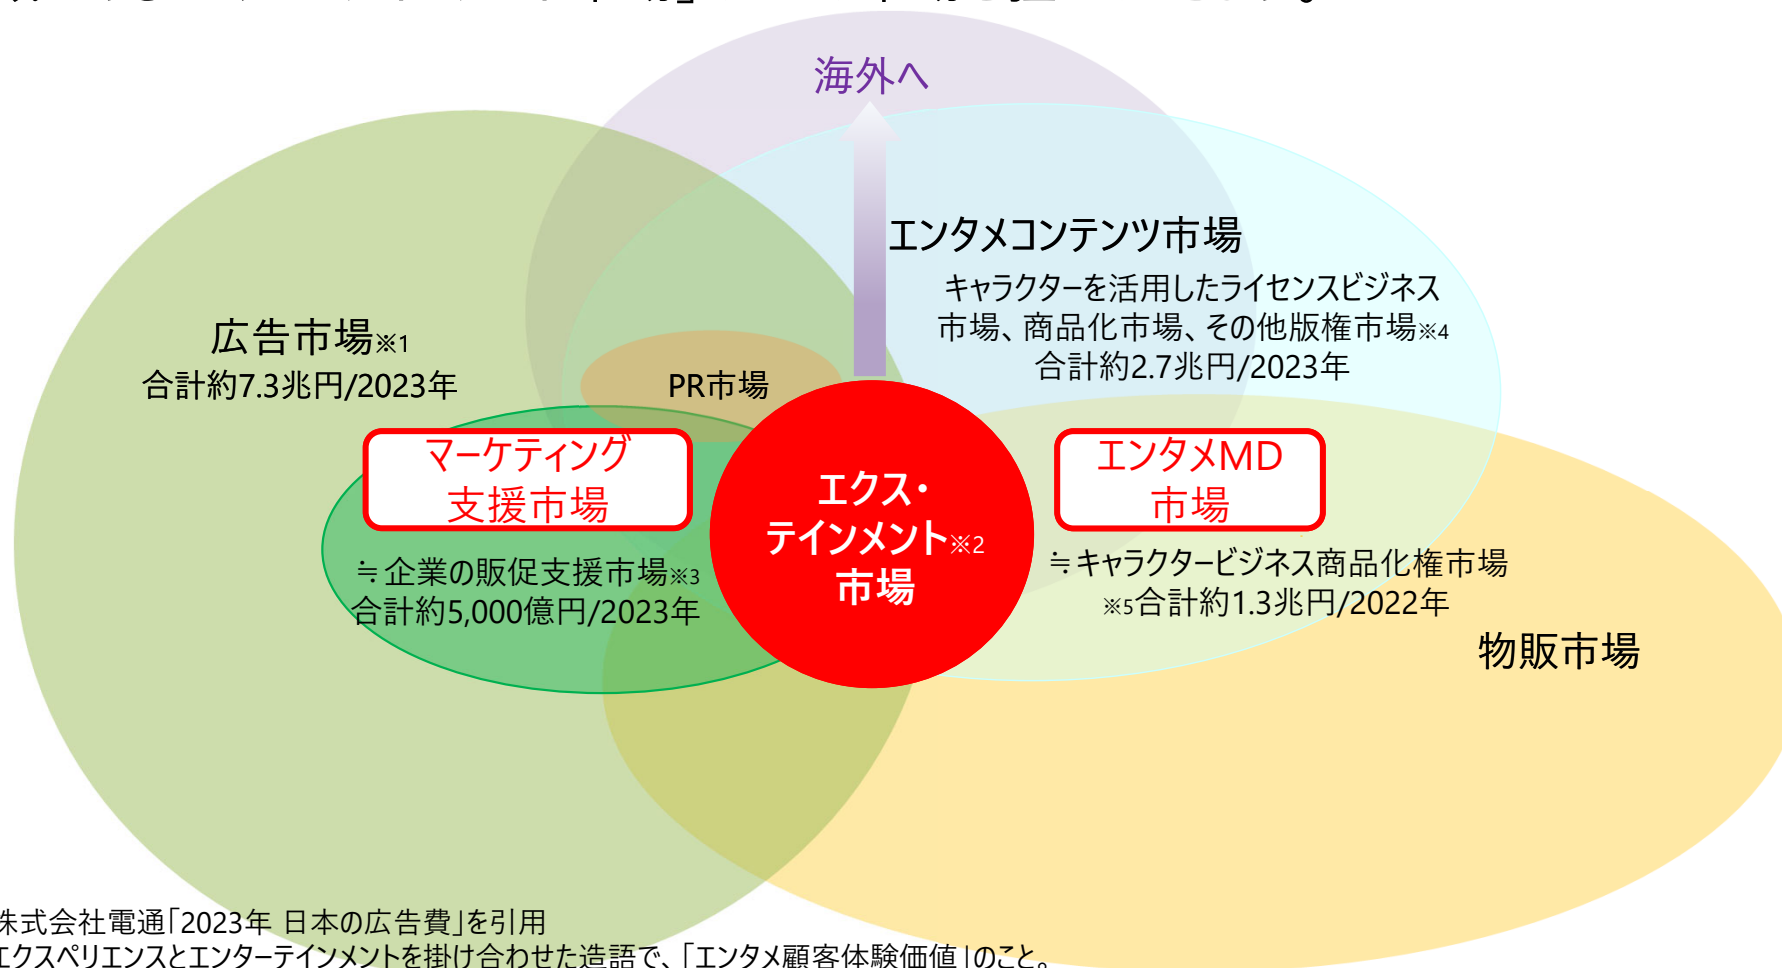 海外へ
エンタメコンテンツ市場
キャラクターを活用したライセンスビジネス
市場、商品化市場、その他版権市場※4
合計約2.7兆円/2023年
広告市場※1
合計約7.3兆円/2023年
PR市場
マーケティング
支援市場
≒企業の販促支援市場※3
合計約5,000億円/2023年
エクス・
テインメント※2
市場
エンタメMD
市場
≒キャラクタービジネス商品化権市場
※5合計約1.3兆円/2022年
物販市場
株式会社電通「2023年 日本の広告費」を引用
エクスペリエンスとエンターテインメントを掛け合わせた造語で、「エンタメ顧客体験価値」のこと。